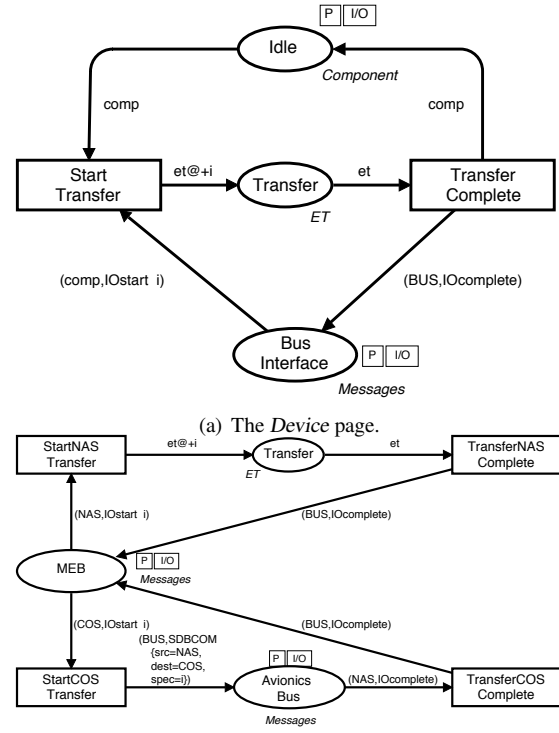 P I/O
Idle
Component
comp
comp
Start
Transfer
et@+i
Transfer
et
Transfer
Complete
ET
(comp,IOstart i)
(BUS,IOcomplete)
Bus
Interface
P I/O
Messages
(a) The Device page.
StartNAS
Transfer
et@+i
Transfer
et
TransferNAS
Complete
ET
(NAS,IOstart i)
(BUS,IOcomplete)
MEB
P I/O
Messages
(COS,IOstart i)
(BUS,SDBCOM
{src=NAS,
dest=COS,
spec=i})
(BUS,IOcomplete)
P I/O
StartCOS
Transfer
Avionics
Bus
(NAS,IOcomplete)
TransferCOS
Complete
Messages